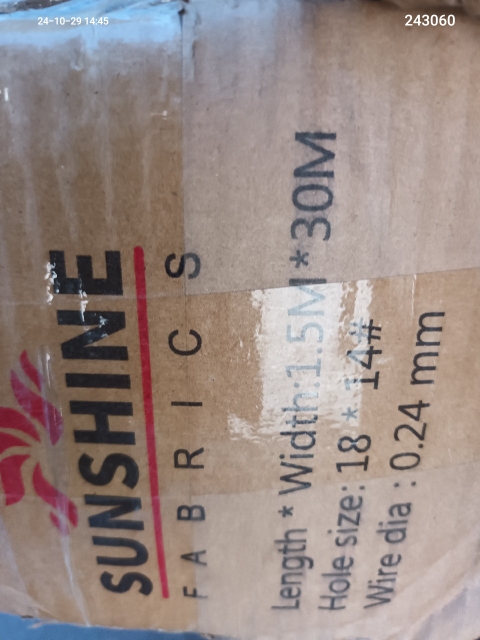 24-10-29 14:45
243060
SUNSHINE
FABRICS
Length * Width:1.5M*30M
Hole size: 18 * 14#
Wire dia : 0.24 mm